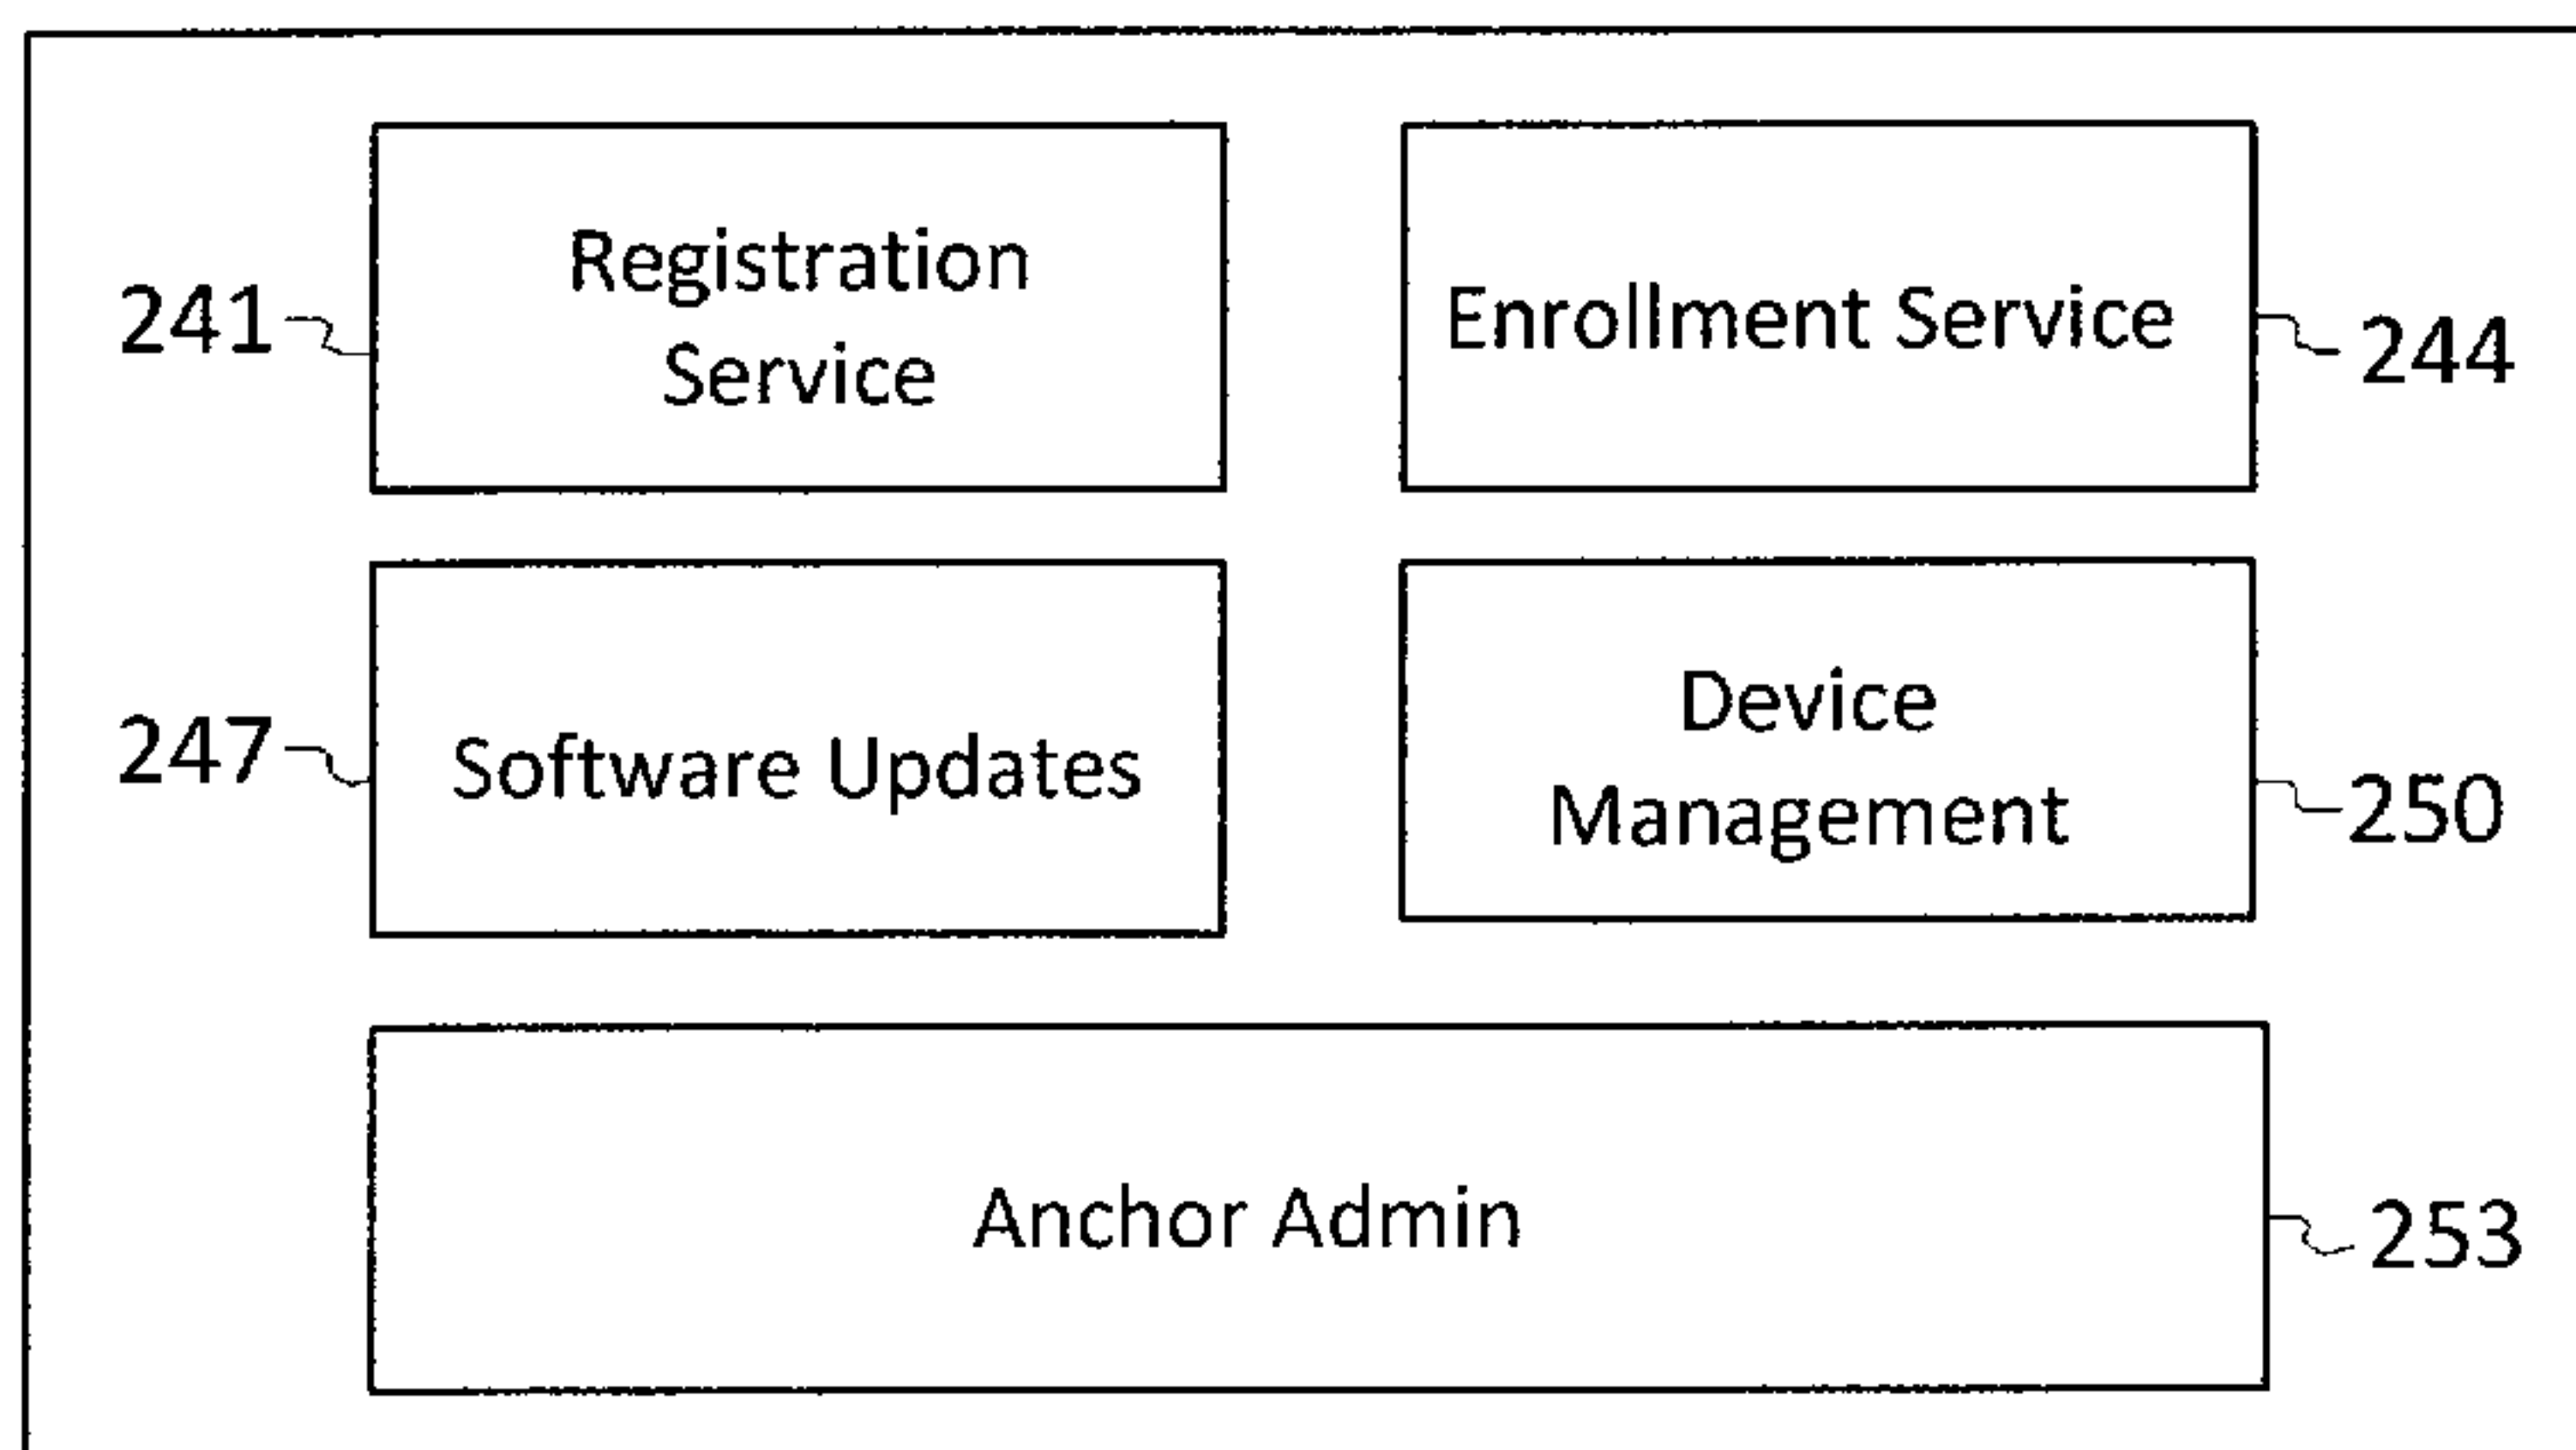 Registration
Service
241
Enrollment Service
244
Software Updates
247
Device
Management
250
Anchor Admin
253